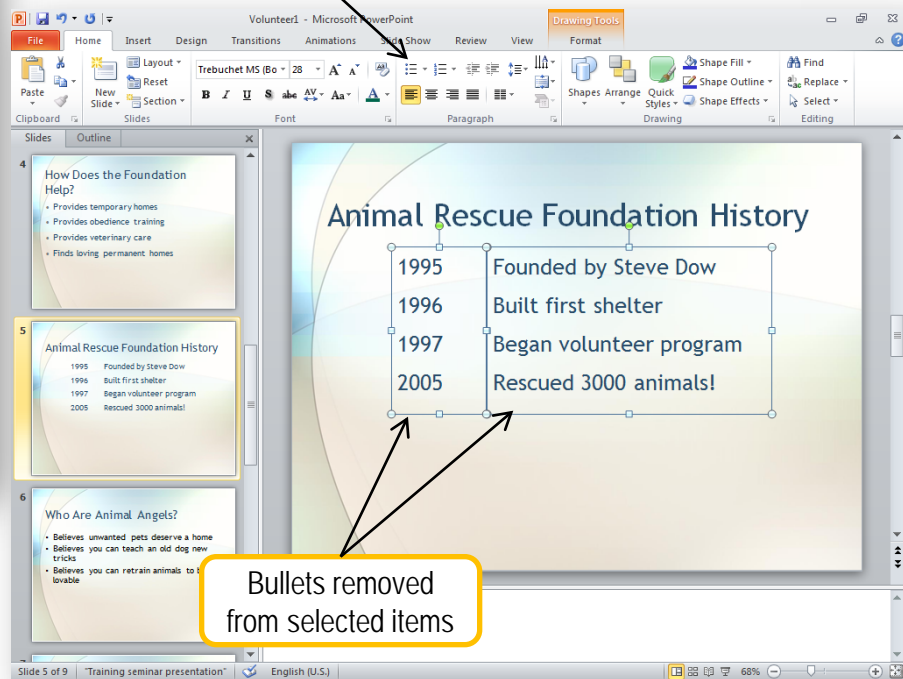 Volunteer1 - Microsoft PowerPoint
Drawing Tools
File Home Insert Design Transitions Animations Slide Show Review View Format
Paste
New Slide
Layout
Reset
Section
Trebuchet MS (Bo 28
B I U S abc AV Aa A
Shapes Arrange Quick Styles
Shape Fill
Shape Outline
Shape Effects
Find
Replace
Select
Clipboard Slides Font Paragraph Drawing Editing
Slides Outline
4
How Does the Foundation
Help?
• Provides temporary homes
• Provides obedience training
• Provides veterinary care
• Finds loving permanent homes
5
Animal Rescue Foundation History
1995 Founded by Steve Dow
1996 Built first shelter
1997 Began volunteer program
2005 Rescued 3000 animals!
6
Who Are Animal Angels?
• Believes unwanted pets deserve a home
• Believes you can teach an old dog new
tricks
• Believes you can retrain animals to
lovable
Animal Rescue Foundation History
1995 Founded by Steve Dow
1996 Built first shelter
1997 Began volunteer program
2005 Rescued 3000 animals!
Bullets removed
from selected items
Slide 5 of 9 "Training seminar presentation" English (U.S.) 68%